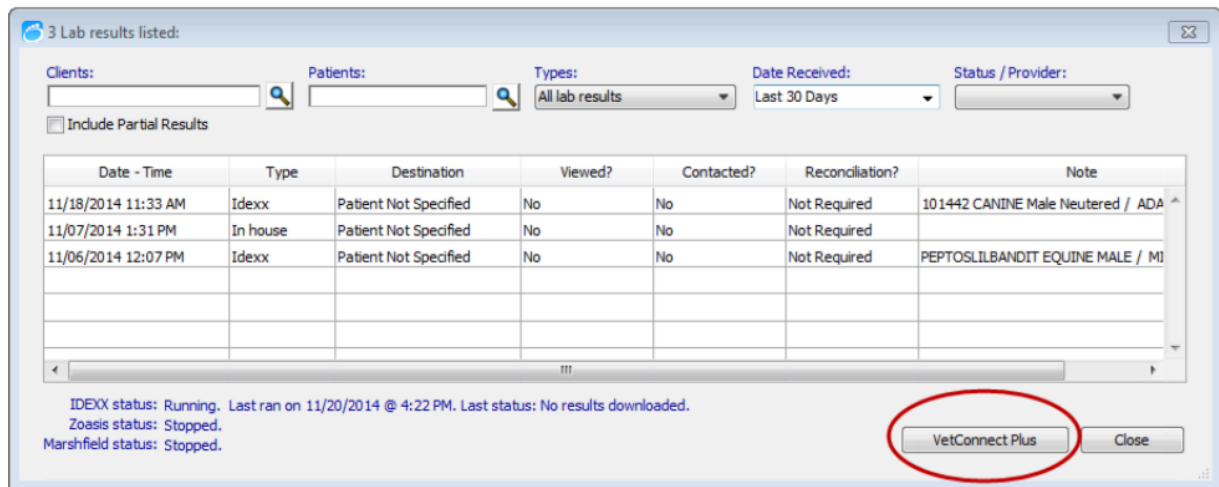 3 Lab results listed:
Clients: Patients: Types: Date Received: Status / Provider:
All lab results Last 30 Days
Include Partial Results
Date - Time Type Destination Viewed? Contacted? Reconciliation? Note
11/18/2014 11:33 AM Idexx Patient Not Specified No No Not Required 101442 CANINE Male Neutered / ADA
11/07/2014 1:31 PM In house Patient Not Specified No No Not Required
11/06/2014 12:07 PM Idexx Patient Not Specified No No Not Required PEPTOSLILBANDIT EQUINE MALE / MI
IDEXX status: Running. Last ran on 11/20/2014 @ 4:22 PM. Last status: No results downloaded.
Zoasis status: Stopped.
Marshfield status: Stopped.
VetConnect Plus Close